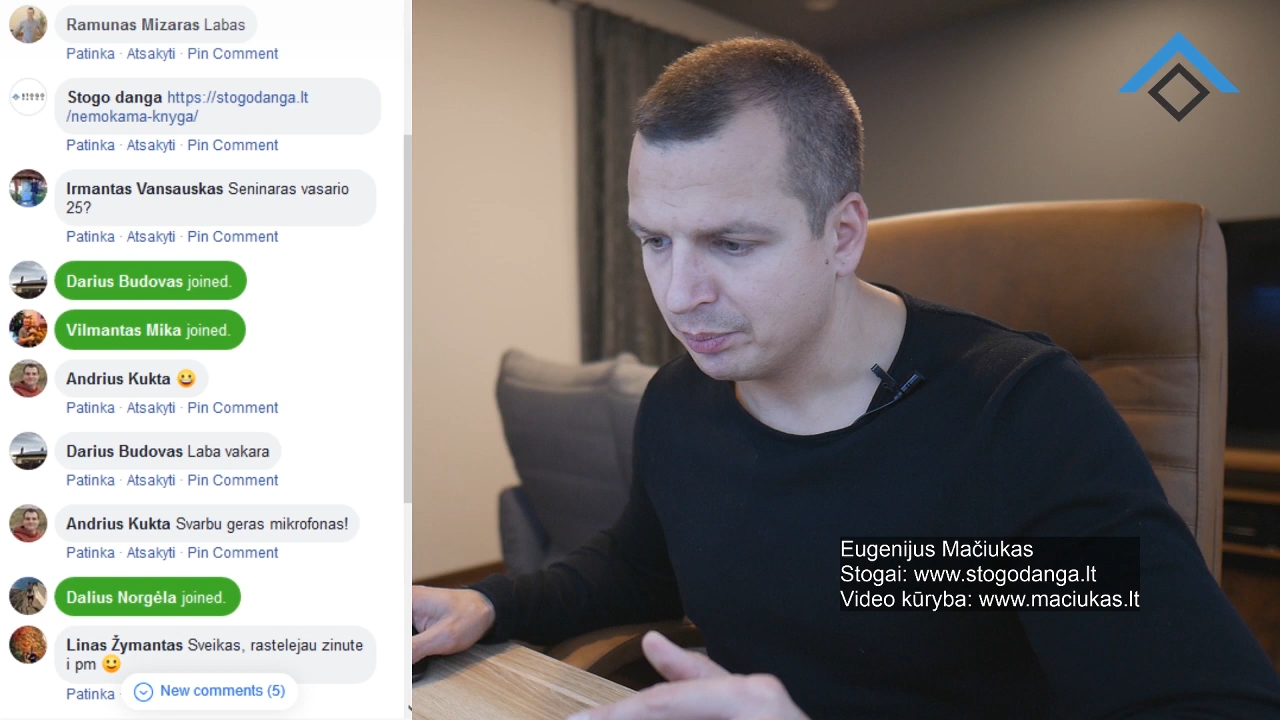 Ramunas Mizaras Labas
Patinka · Atsakyti · Pin Comment
Stogo danga https://stogodanga.lt
/nemokama-knyga/
Patinka · Atsakyti · Pin Comment
Irmantas Vansauskas Seninaras vasario
25?
Patinka · Atsakyti · Pin Comment
Darius Budovas joined.
Vilmantas Mika joined.
Andrius Kukta 😀
Patinka · Atsakyti · Pin Comment
Darius Budovas Laba vakara
Patinka · Atsakyti · Pin Comment
Andrius Kukta Svarbu geras mikrofonas!
Patinka · Atsakyti · Pin Comment
Dalius Norgėla joined.
Linas Žymantas Sveikas, rastelejau zinute
i pm 🙂
Patinka ·
New comments (5)
Eugenijus Mačiukas
Stogai: www.stogodanga.lt
Video kūryba: www.maciukas.lt